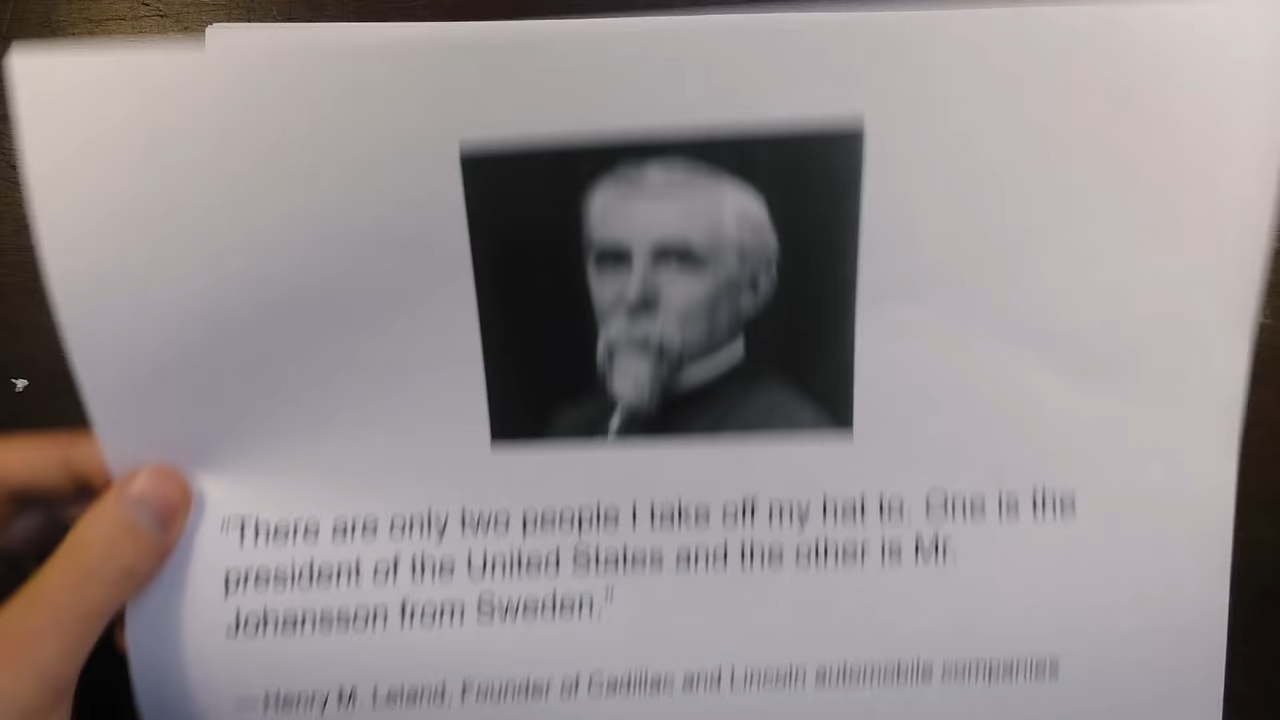 "There are only two people I take off my hat to. One is the
president of the United States and the other is Mr.
Johansson from Sweden."
— Henry M. Leland, Founder of Cadillac and Lincoln automobile companies